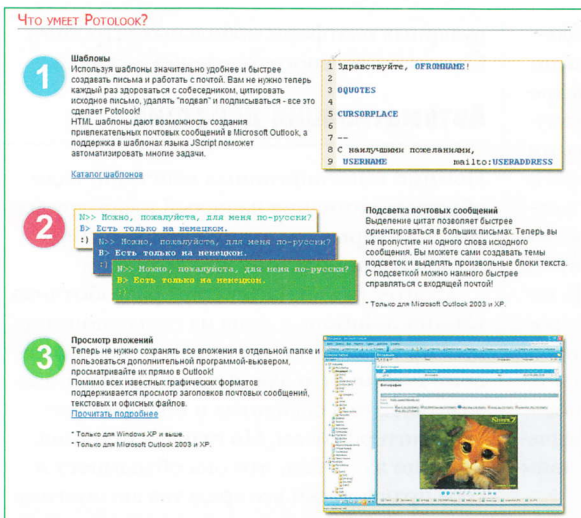 Что умеет Potolook?
1
Шаблоны
Используя шаблоны значительно удобнее и быстрее
создавать письма и работать с почтой. Вам не нужно теперь
каждый раз здороваться с собеседником, цитировать
исходное письмо, удалять "подвал" и подписываться - все это
сделает Potolook!
HTML шаблоны дают возможность создания
привлекательных почтовых сообщений в Microsoft Outlook, а
поддержка в шаблонах языка JScript поможет
автоматизировать многие задачи.
Каталог шаблонов
1 Здравствуйте, OFROMNAME!
2
3 OQUOTES
4
5 CURSORPLACE
6
7 --
8 С наилучшими пожеланиями,
9 USERNAME mailto:USERADDRESS
2
N>> Можно, пожалуйста, для меня по-русски?
B> Есть только на немецком.
:)
N>> Можно, пожалуйста, для меня по-русски?
B> Есть только на немецком.
:)
N>> Можно, пожалуйста, для меня по-русски?
B> Есть только на немецком.
Подсветка почтовых сообщений
Выделение цитат позволяет быстрее
ориентироваться в больших письмах. Теперь вы
не пропустите ни одного слова исходного
сообщения. Вы можете сами создавать темы
подсветок и выделять произвольные блоки текста.
С подсветкой можно намного быстрее
справляться с входящей почтой!
* Только для Microsoft Outlook 2003 и XP.
3
Просмотр вложений
Теперь не нужно сохранять все вложения в отдельной папке и
пользоваться дополнительной программой-вьювером,
просматривайте их прямо в Outlook!
Помимо всех известных графических форматов
поддерживается просмотр заголовков почтовых сообщений,
текстовых и офисных файлов.
Прочитать подробнее
* Только для Windows XP и выше.
* Только для Microsoft Outlook 2003 и XP.